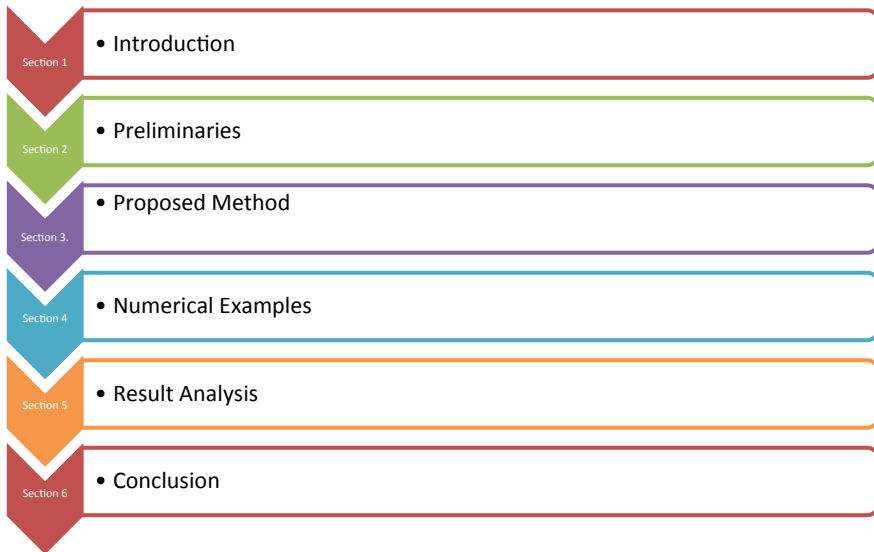 Section 1
• Introduction
Section 2
• Preliminaries
Section 3.
• Proposed Method
Section 4
• Numerical Examples
Section 5
• Result Analysis
Section 6
• Conclusion